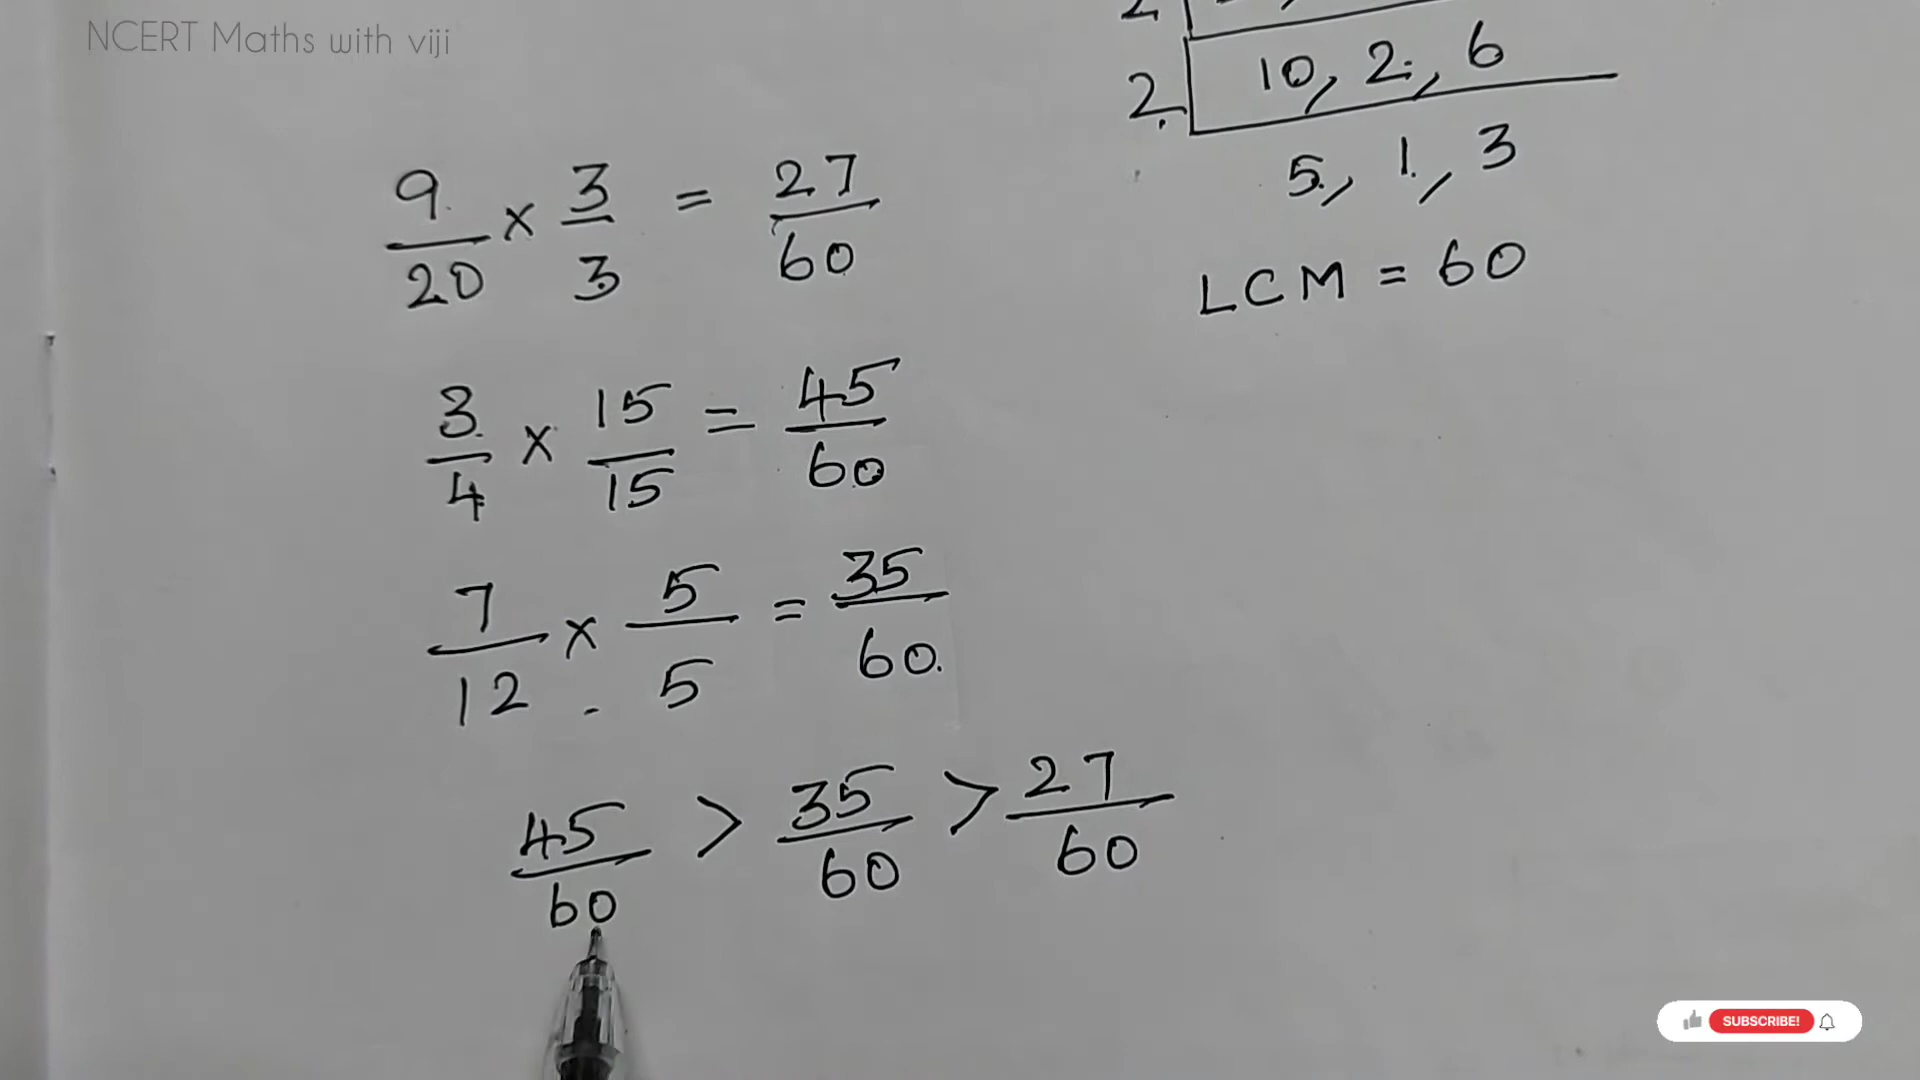 NCERT Maths with viji
2 | 10, 2, 6
5, 1, 3
LCM = 60
9/20 × 3/3 = 27/60
3/4 × 15/15 = 45/60
7/12 × 5/5 = 35/60
45/60 > 35/60 > 27/60
SUBSCRIBE!